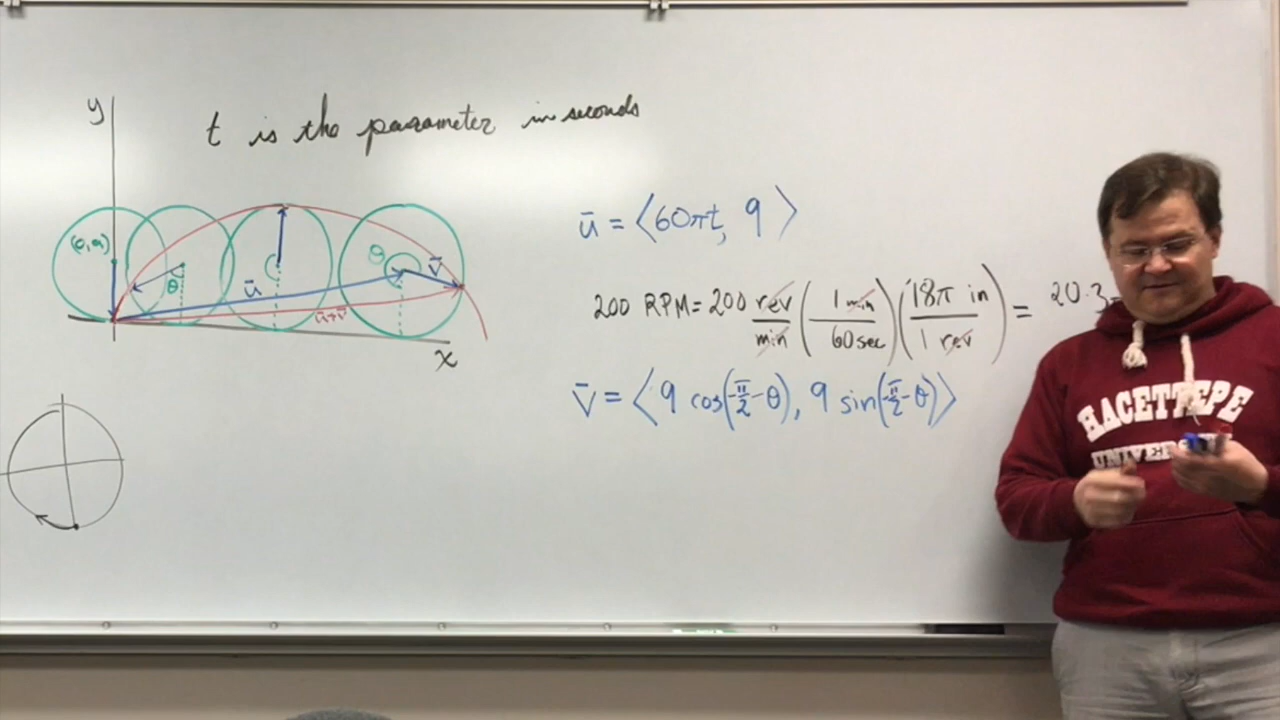 y
t is the parameter in seconds
ū = ⟨60πt, 9⟩
(0,9)
θ
θ
v̄
ū
ū+v̄
x
200 RPM = 200 rev/min (1 min/60 sec)(18π in/1 rev) = 20.3
v̄ = ⟨9 cos(-π/2-θ), 9 sin(-π/2-θ)⟩
HACETTEPE